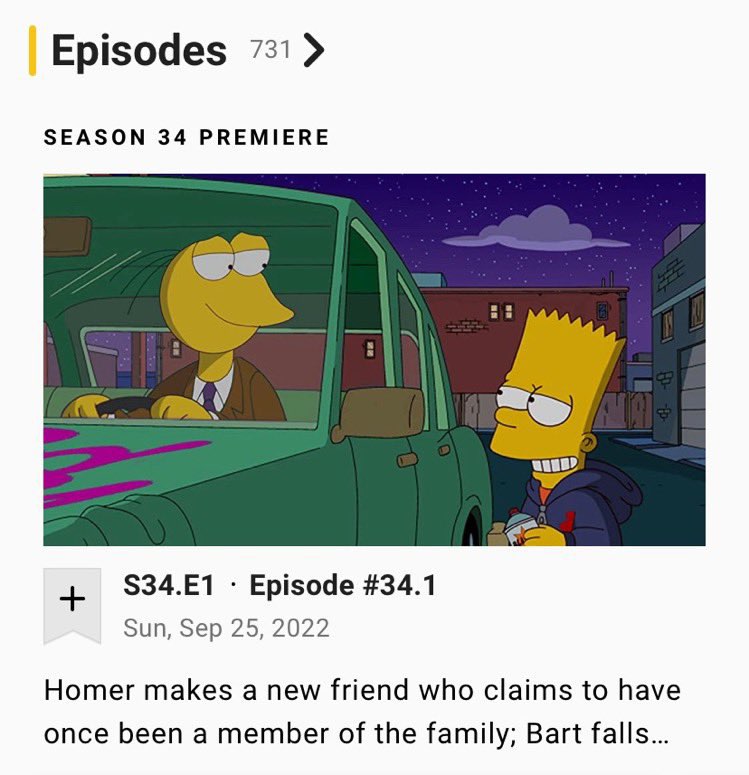 Episodes 731
SEASON 34 PREMIERE
S34.E1 · Episode #34.1
Sun, Sep 25, 2022
Homer makes a new friend who claims to have
once been a member of the family; Bart falls...